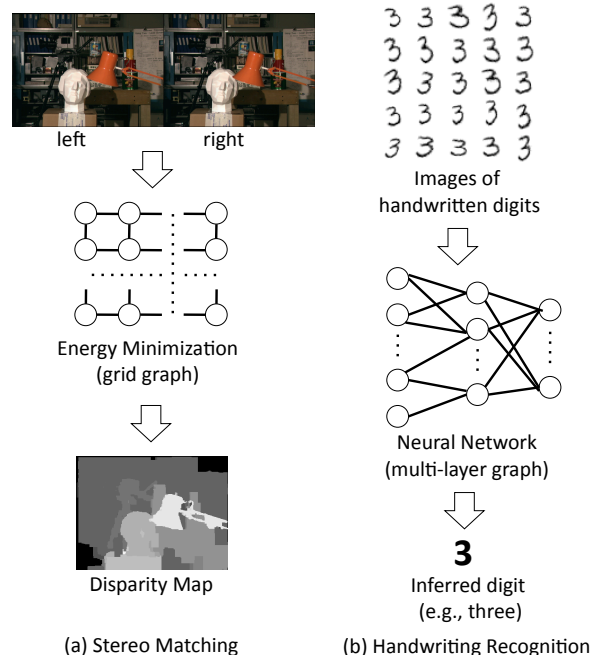 left right
Energy Minimization
(grid graph)
Disparity Map
(a) Stereo Matching
3 3 3 3 3
3 3 3 3 3
3 3 3 3 3
3 3 3 3 3
3 3 3 3 3
Images of
handwritten digits
Neural Network
(multi-layer graph)
3
Inferred digit
(e.g., three)
(b) Handwriting Recognition